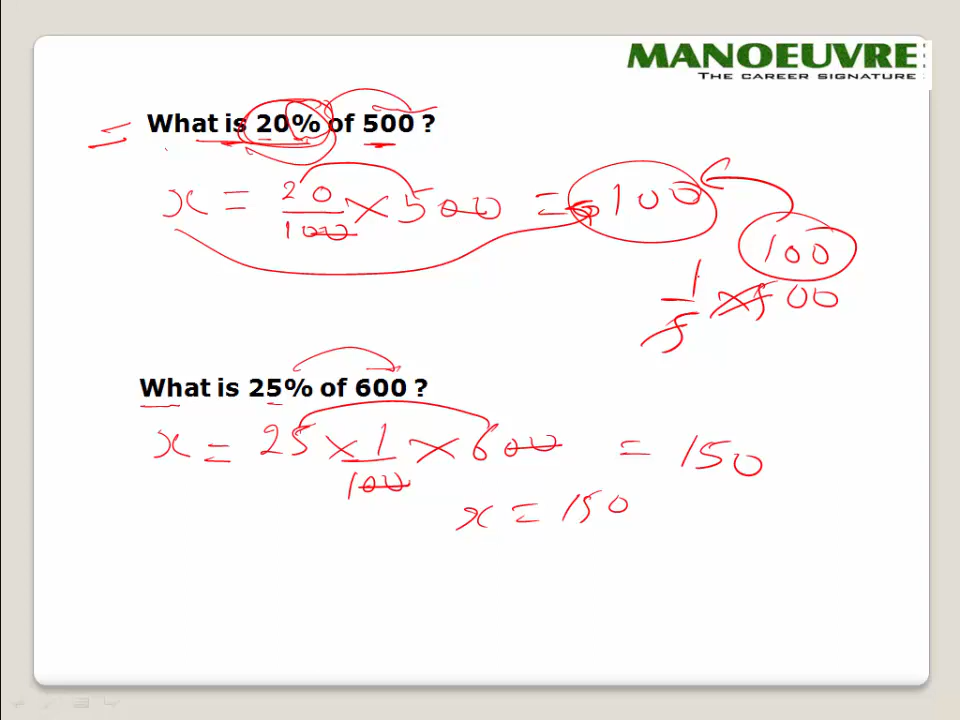 MANOEUVRE
THE CAREER SIGNATURE
What is 20% of 500 ?
x = 20/100 × 500 = 100
100
1/5 × 500
What is 25% of 600 ?
x = 25 × 1/100 × 600 = 150
x = 150